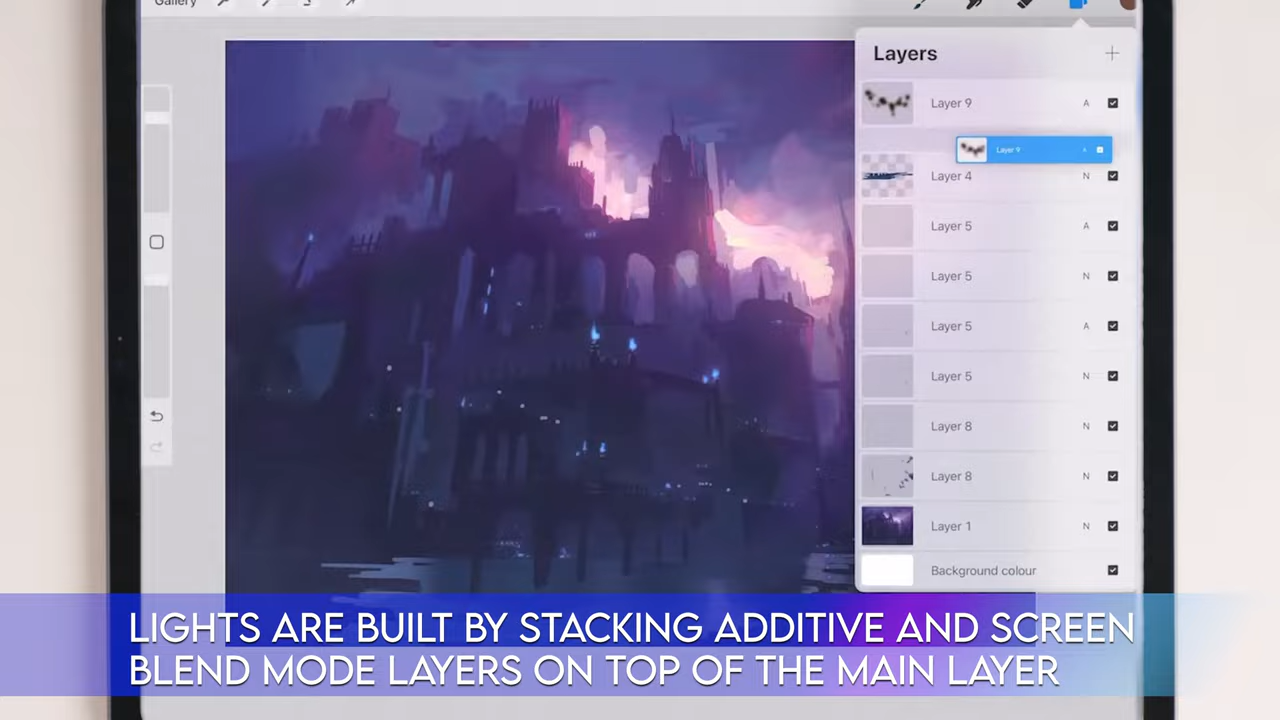 Gallery
Layers
Layer 9 A
Layer 9 A
Layer 4 N
Layer 5 A
Layer 5 N
Layer 5 A
Layer 5 N
Layer 8 N
Layer 8 N
Layer 1 N
Background colour
LIGHTS ARE BUILT BY STACKING ADDITIVE AND SCREEN
BLEND MODE LAYERS ON TOP OF THE MAIN LAYER